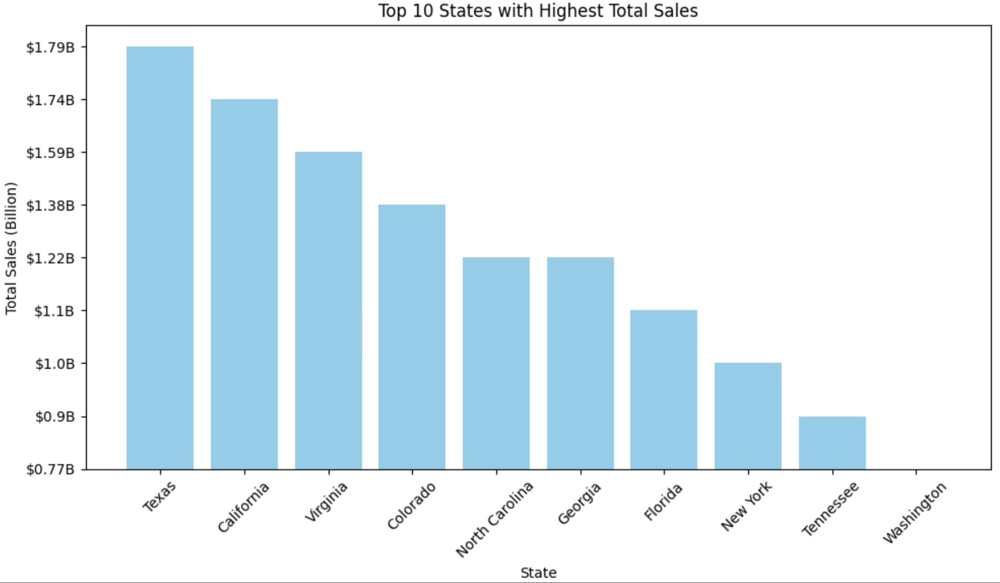 Top 10 States with Highest Total Sales
Total Sales (Billion)
$1.79B
$1.74B
$1.59B
$1.38B
$1.22B
$1.1B
$1.0B
$0.9B
$0.77B
Texas
California
Virginia
Colorado
North Carolina
Georgia
Florida
New York
Tennessee
Washington
State